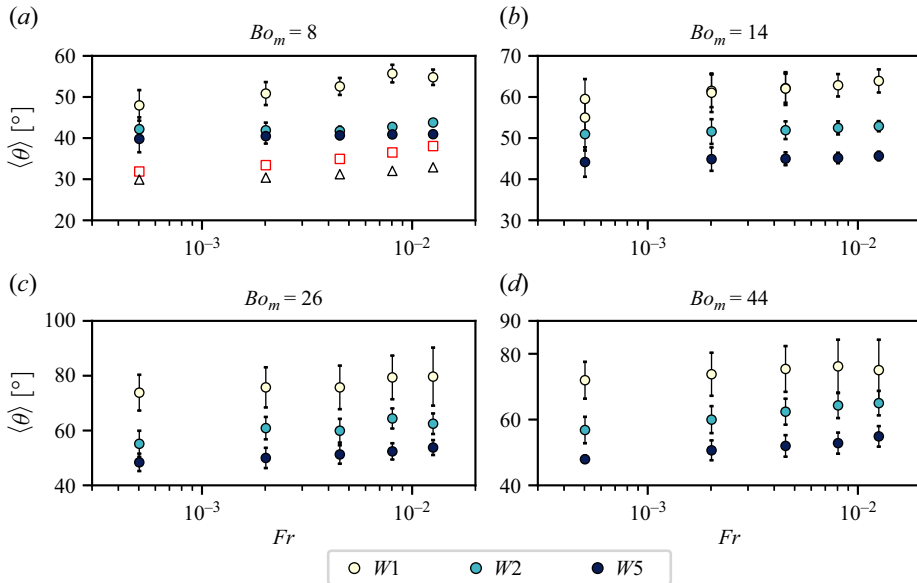 (a)
Bo_m = 8
⟨θ⟩ [°]
60
50
40
30
20
10⁻³
10⁻²
(b)
Bo_m = 14
70
60
50
40
30
10⁻³
10⁻²
(c)
Bo_m = 26
⟨θ⟩ [°]
100
80
60
40
10⁻³
10⁻²
Fr
(d)
Bo_m = 44
90
80
60
40
10⁻³
10⁻²
Fr
W1 W2 W5